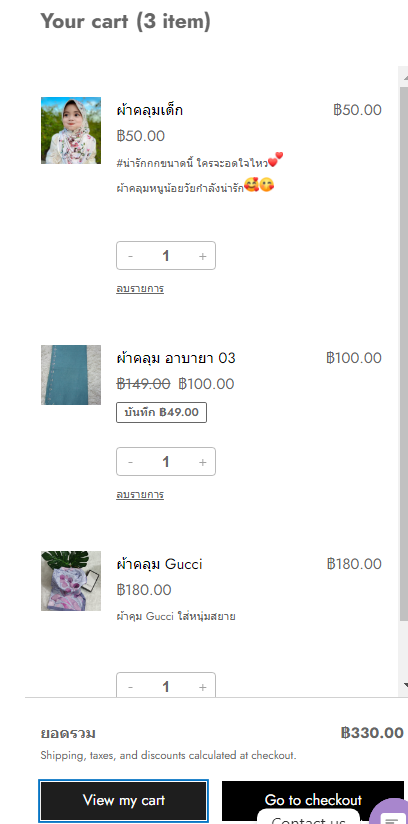 Your cart (3 item)
ผ้าคลุมเด็ก ฿50.00
฿50.00
#น่ารักกกขนาดนี้ ใครจะอดใจไหว💕
ผ้าคลุมหนูน้อยวัยกำลังน่ารัก🥰😋
- 1 +
ลบรายการ
ผ้าคลุม อาบายา 03 ฿100.00
฿149.00 ฿100.00
บันทึก ฿49.00
- 1 +
ลบรายการ
ผ้าคลุม Gucci ฿180.00
฿180.00
ผ้าคุม Gucci ใส่หนุ่มสยาย
- 1 +
ยอดรวม ฿330.00
Shipping, taxes, and discounts calculated at checkout.
View my cart Go to checkout
Contact us